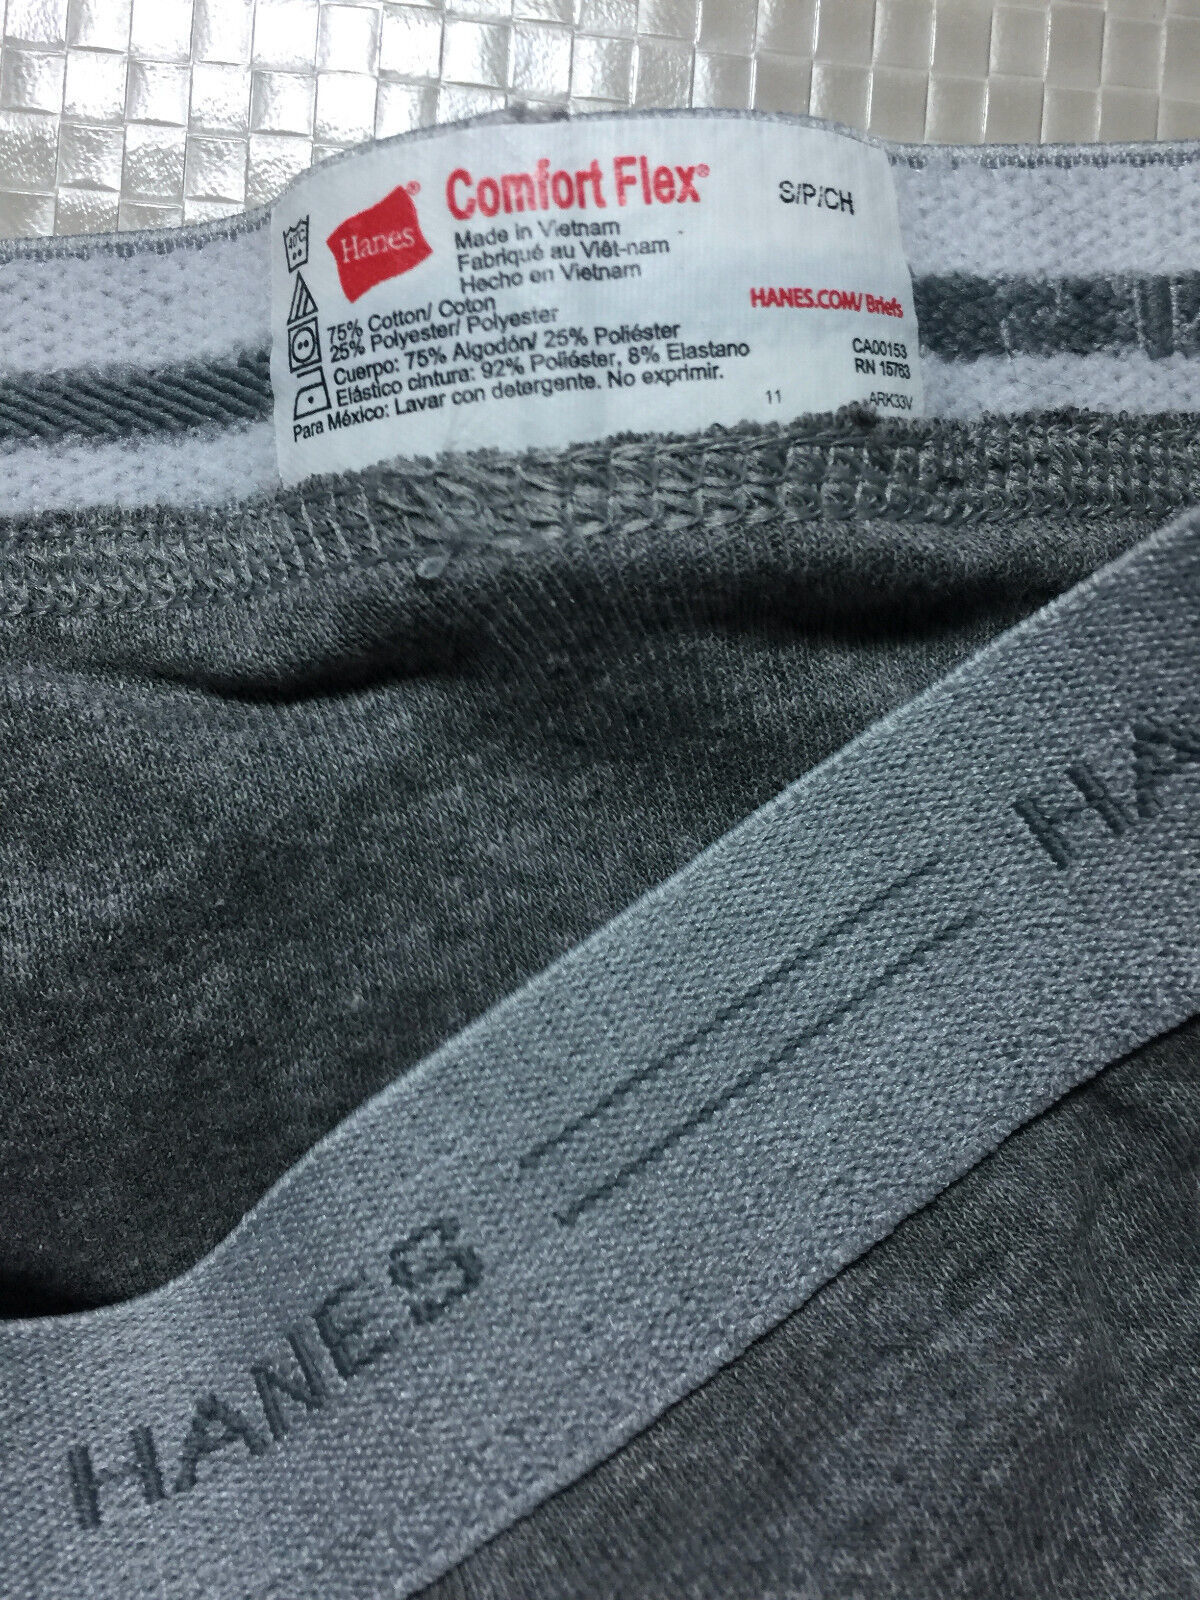 Hanes®
Comfort Flex®
S/P/CH
40°C
Made in Vietnam
Fabriqué au Viêt-nam
Hecho en Vietnam
HANES.COM/ Briefs
75% Cotton/ Coton
25% Polyester/ Polyester
Cuerpo: 75% Algodón/ 25% Poliéster
Elástico cintura: 92% Poliéster, 8% Elastano
Para México: Lavar con detergente. No exprimir.
CA00153
RN 15763
11
ARK33V
HA
HANES